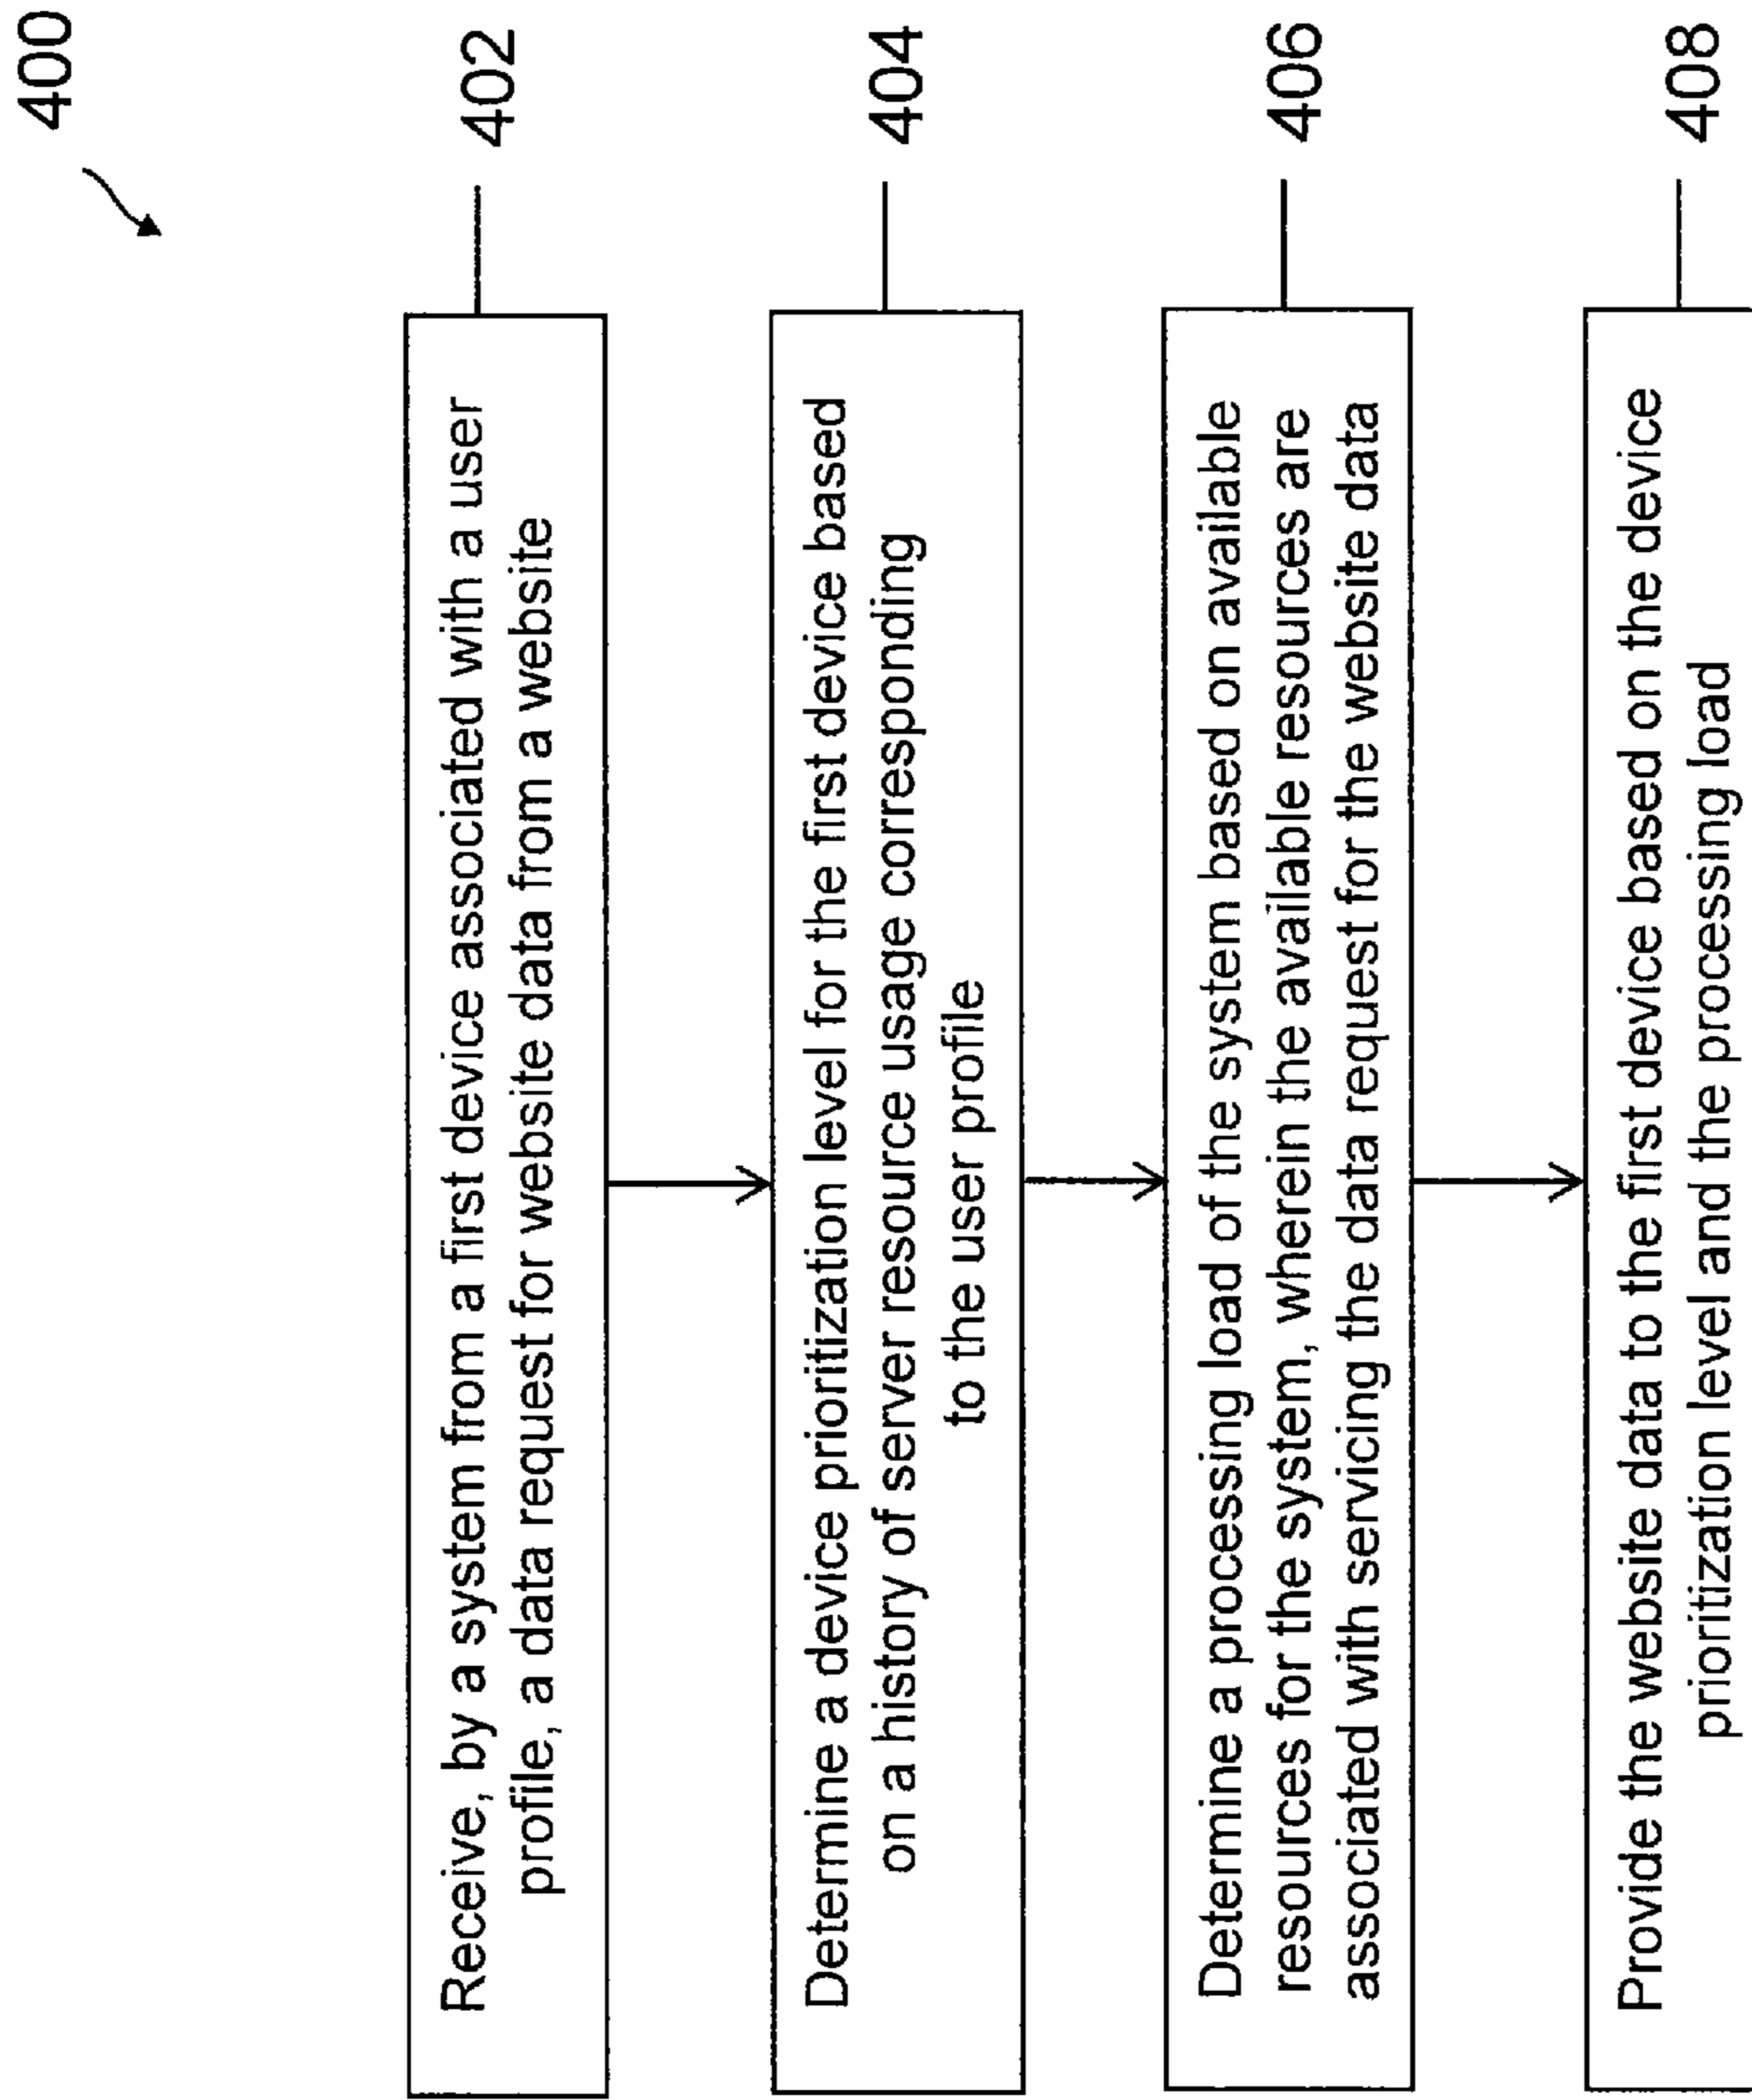 400
Receive, by a system from a first device associated with a user
profile, a data request for website data from a website
402
Determine a device prioritization level for the first device based
on a history of server resource usage corresponding
to the user profile
404
Determine a processing load of the system based on available
resources for the system, wherein the available resources are
associated with servicing the data request for the website data
406
Provide the website data to the first device based on the device
prioritization level and the processing load
408